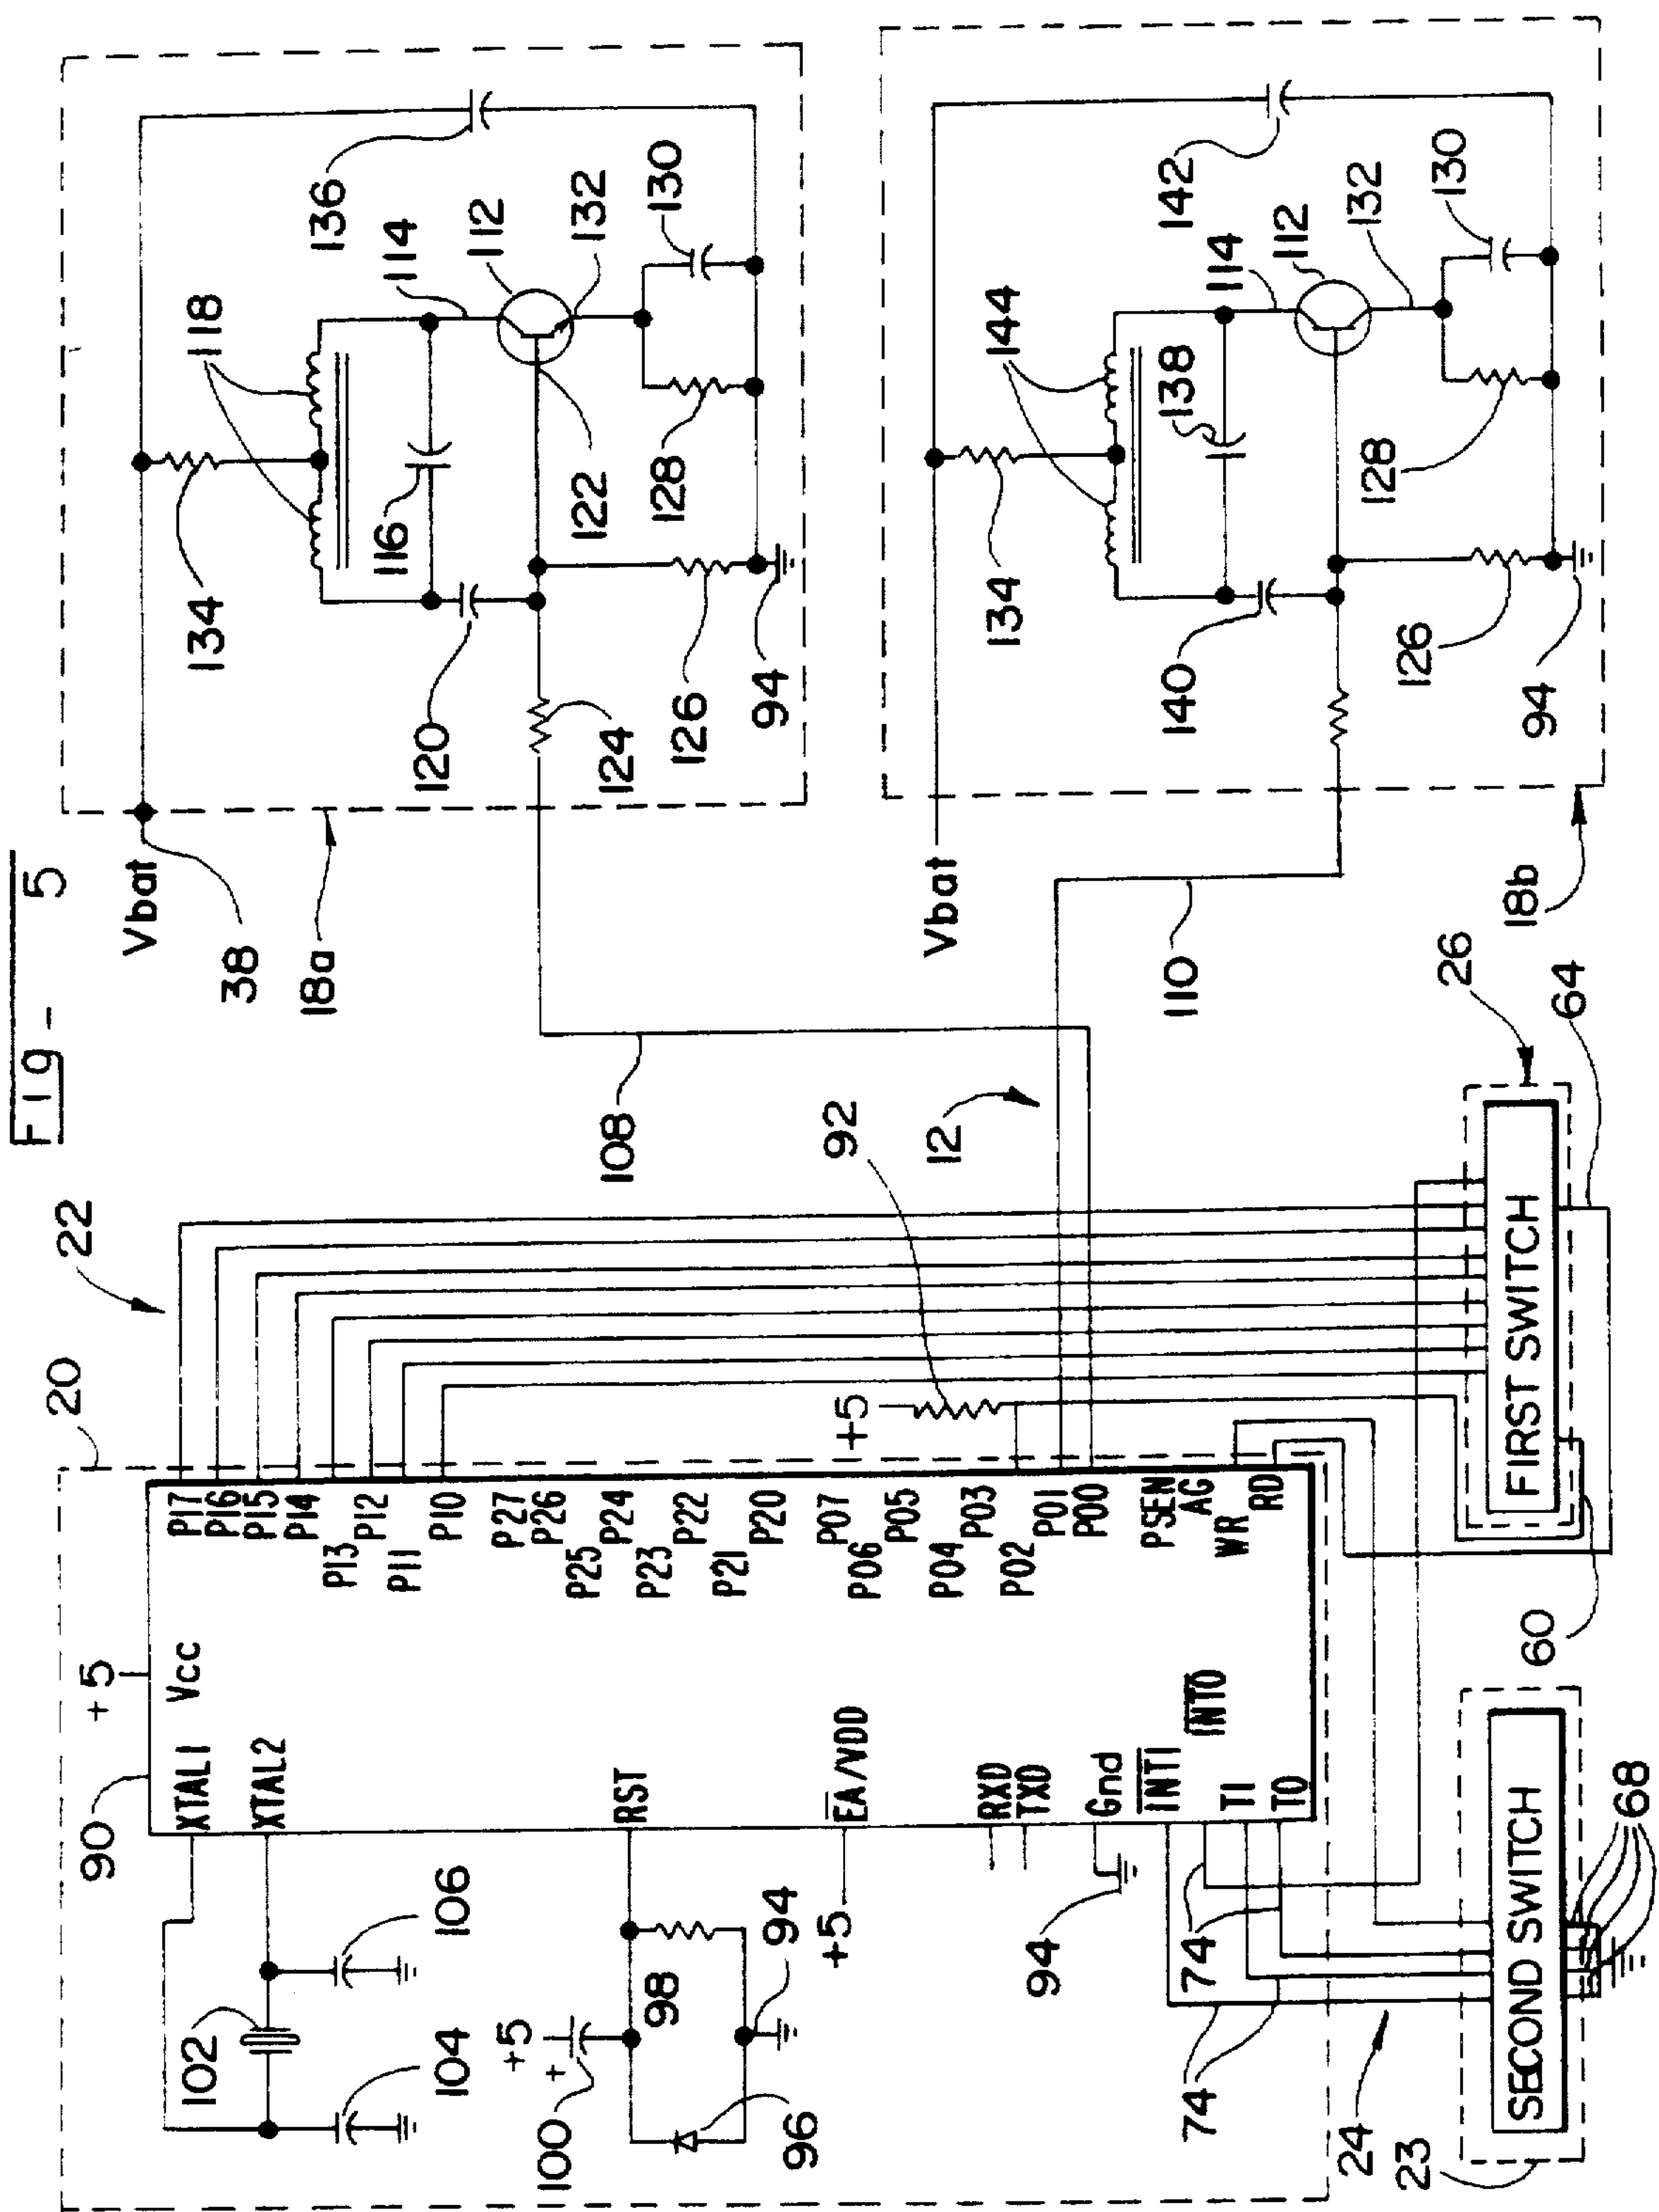 Fig - 5
20
22
90
+5
XTAL1
Vcc
XTAL2
RST
EA/VDD
+5
RXD
TXD
Gnd
INT1
INT0
T1
T0
P17
P16
P15
P14
P13
P12
P11
P10
P27
P26
P25
P24
P23
P22
P21
P20
P07
P06
P05
P04
P03
P02
P01
P00
PSEN
AG
WR
RD
102
104
106
+5
+
100
98
96
94
94
74
74
24
23
SECOND SWITCH
68
60
FIRST SWITCH
26
64
+5
92
12
108
110
Vbat
38
18a
134
118
136
116
114
112
132
130
120
122
124
126
128
94
Vbat
18b
134
144
142
138
114
112
132
130
140
126
128
94